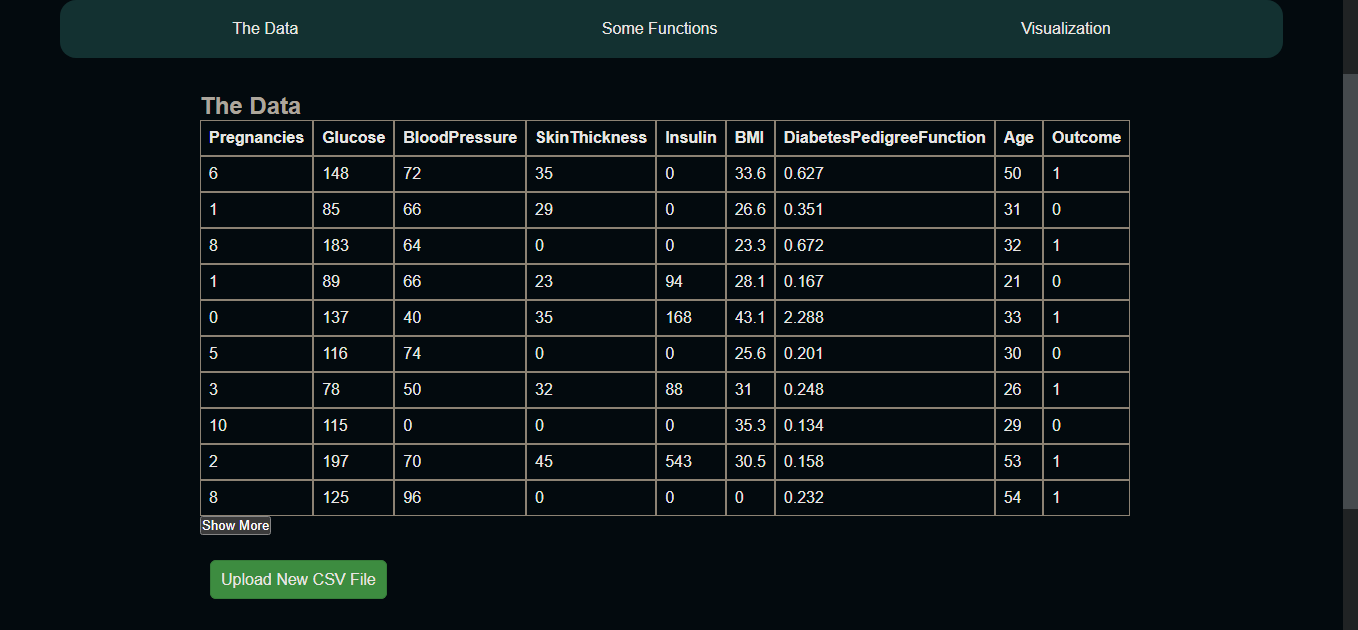 The Data Some Functions Visualization
The Data
Pregnancies Glucose BloodPressure SkinThickness Insulin BMI DiabetesPedigreeFunction Age Outcome
6 148 72 35 0 33.6 0.627 50 1
1 85 66 29 0 26.6 0.351 31 0
8 183 64 0 0 23.3 0.672 32 1
1 89 66 23 94 28.1 0.167 21 0
0 137 40 35 168 43.1 2.288 33 1
5 116 74 0 0 25.6 0.201 30 0
3 78 50 32 88 31 0.248 26 1
10 115 0 0 0 35.3 0.134 29 0
2 197 70 45 543 30.5 0.158 53 1
8 125 96 0 0 0 0.232 54 1
Show More
Upload New CSV File